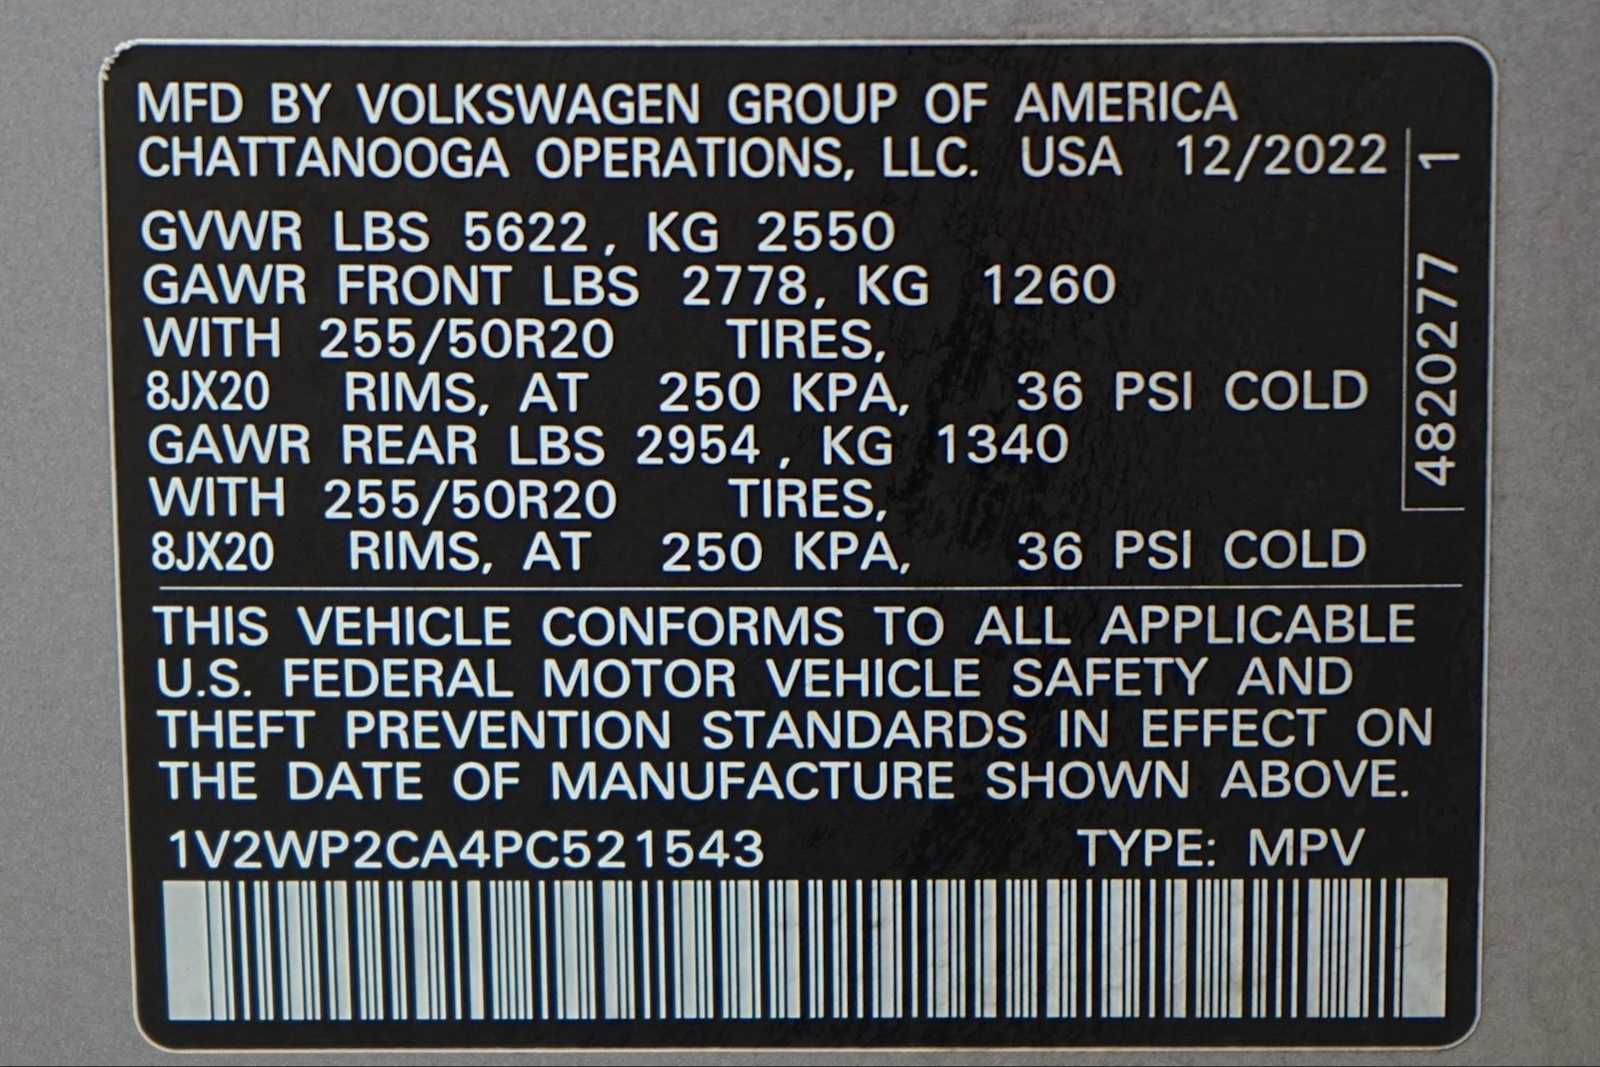 MFD BY VOLKSWAGEN GROUP OF AMERICA
CHATTANOOGA OPERATIONS, LLC. USA 12/2022
GVWR LBS 5622, KG 2550
GAWR FRONT LBS 2778, KG 1260
WITH 255/50R20 TIRES,
8JX20 RIMS, AT 250 KPA, 36 PSI COLD
GAWR REAR LBS 2954, KG 1340
WITH 255/50R20 TIRES,
8JX20 RIMS, AT 250 KPA, 36 PSI COLD
4820277 1
THIS VEHICLE CONFORMS TO ALL APPLICABLE
U.S. FEDERAL MOTOR VEHICLE SAFETY AND
THEFT PREVENTION STANDARDS IN EFFECT ON
THE DATE OF MANUFACTURE SHOWN ABOVE.
1V2WP2CA4PC521543 TYPE: MPV